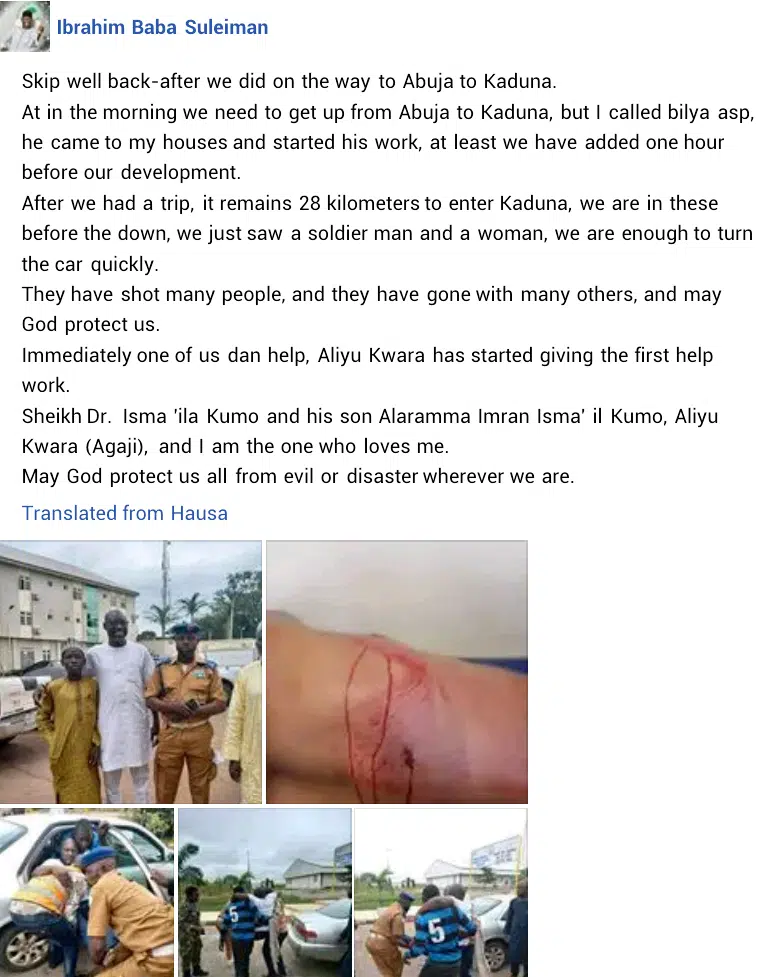 Ibrahim Baba Suleiman
Skip well back-after we did on the way to Abuja to Kaduna.
At in the morning we need to get up from Abuja to Kaduna, but I called bilya asp,
he came to my houses and started his work, at least we have added one hour
before our development.
After we had a trip, it remains 28 kilometers to enter Kaduna, we are in these
before the down, we just saw a soldier man and a woman, we are enough to turn
the car quickly.
They have shot many people, and they have gone with many others, and may
God protect us.
Immediately one of us dan help, Aliyu Kwara has started giving the first help
work.
Sheikh Dr. Isma 'ila Kumo and his son Alaramma Imran Isma' il Kumo, Aliyu
Kwara (Agaji), and I am the one who loves me.
May God protect us all from evil or disaster wherever we are.
Translated from Hausa
5
5